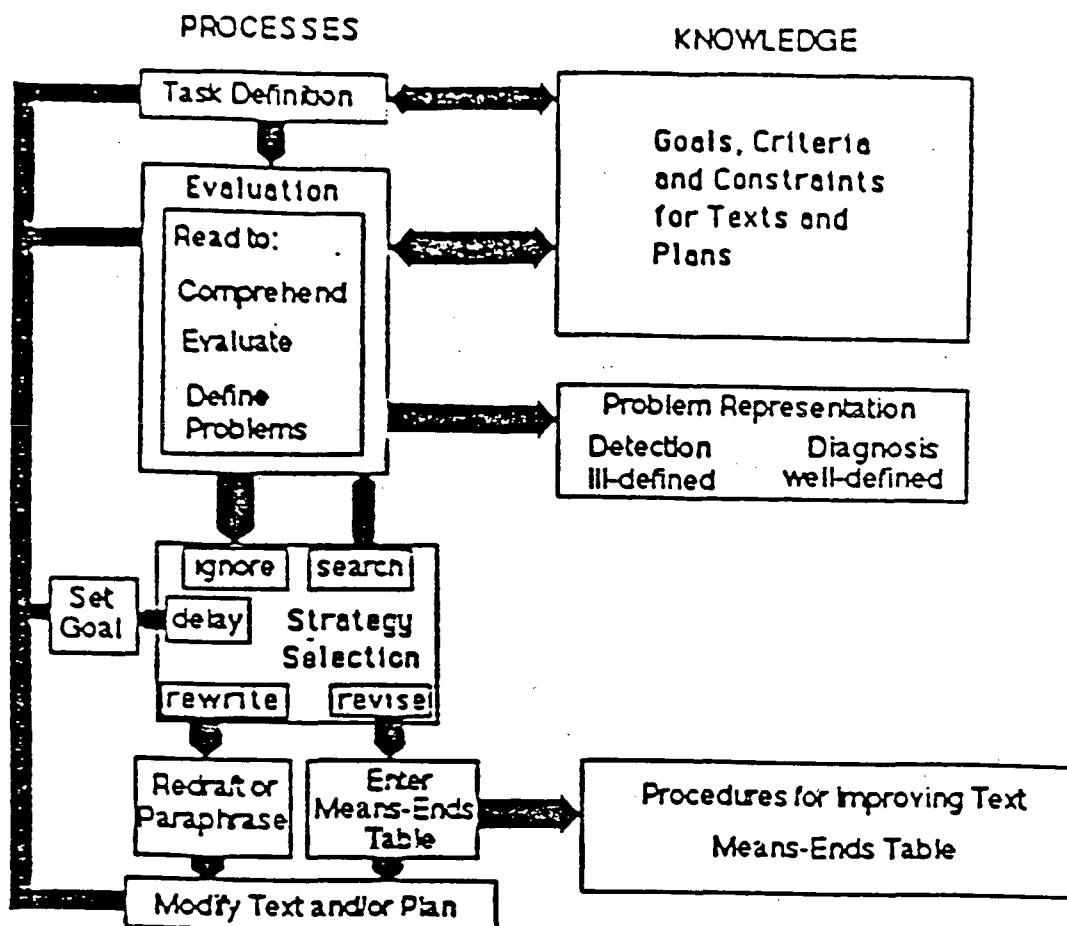 PROCESSES
KNOWLEDGE
Task Definition
Goals, Criteria
and Constraints
for Texts and
Plans
Evaluation
Read to:
Comprehend
Evaluate
Define
Problems
Problem Representation
Detection Diagnosis
Ill-defined well-defined
ignore search
Set
Goal
delay
Strategy
Selection
rewrite revise
Redraft or
Paraphrase
Enter
Means-Ends
Table
Procedures for Improving Text
Means-Ends Table
Modify Text and/or Plan